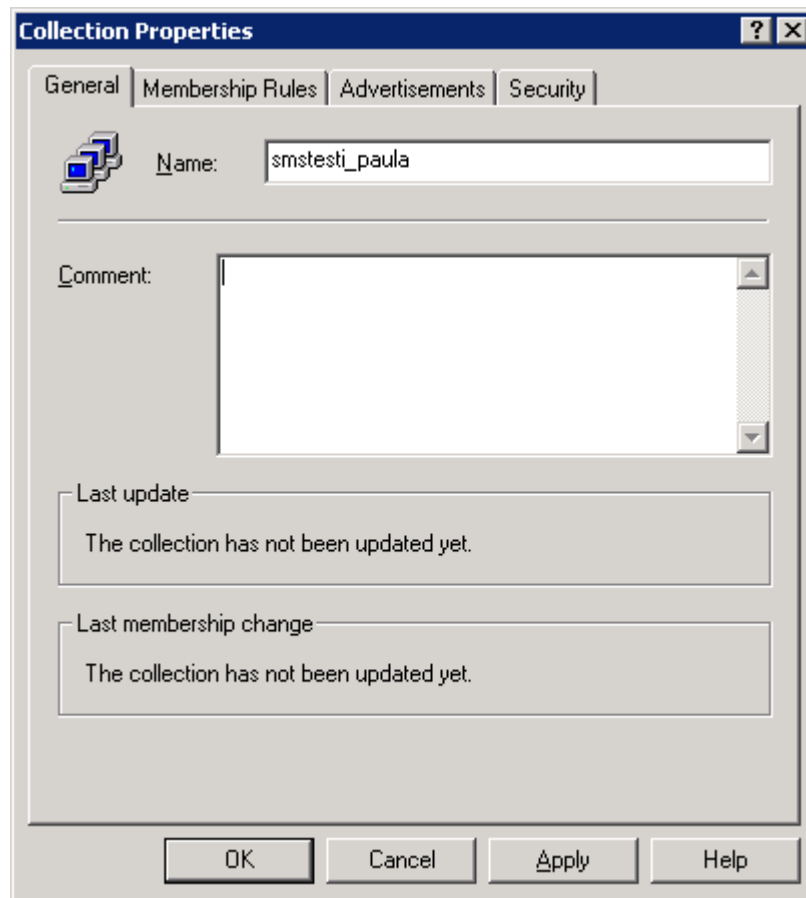 Collection Properties
General Membership Rules Advertisements Security
Name: smstesti_paula
Comment:
Last update
The collection has not been updated yet.
Last membership change
The collection has not been updated yet.
OK Cancel Apply Help